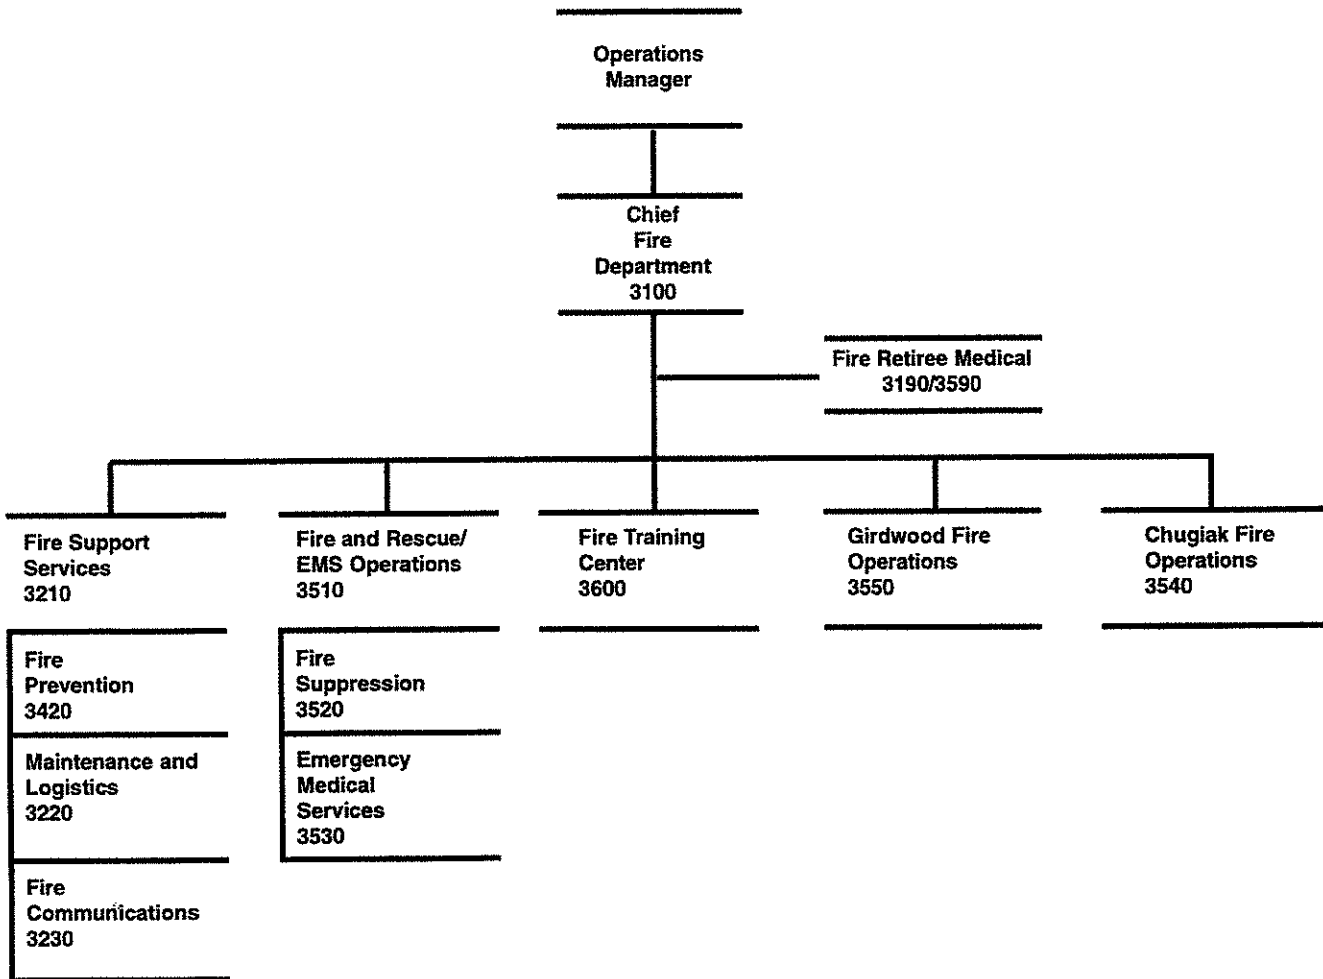 Operations
Manager
Chief
Fire
Department
3100
Fire Retiree Medical
3190/3590
Fire Support
Services
3210
Fire and Rescue/
EMS Operations
3510
Fire Training
Center
3600
Girdwood Fire
Operations
3550
Chugiak Fire
Operations
3540
Fire
Prevention
3420
Maintenance and
Logistics
3220
Fire
Communications
3230
Fire
Suppression
3520
Emergency
Medical
Services
3530